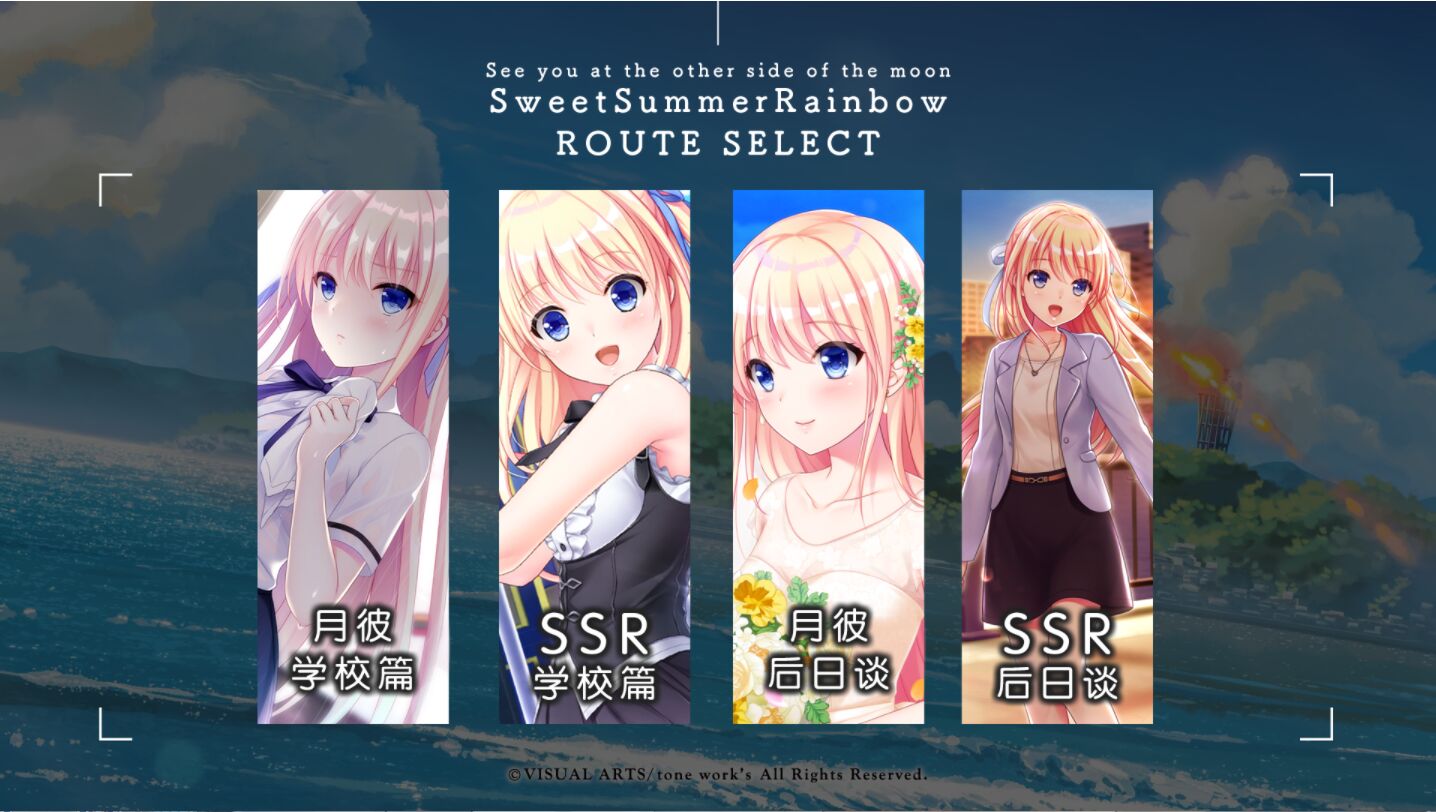 See you at the other side of the moon
SweetSummerRainbow
ROUTE SELECT
月彼
学校篇
SSR
学校篇
月彼
后日谈
SSR
后日谈
©VISUAL ARTS/tone work's All Rights Reserved.